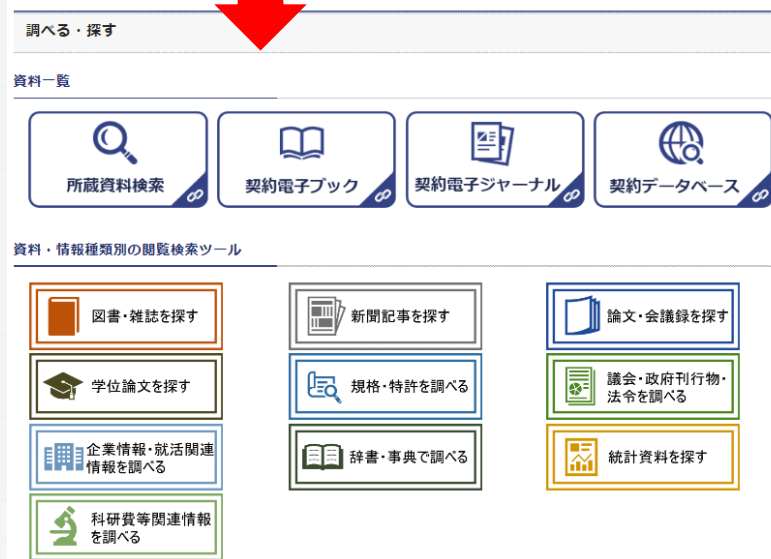 調べる・探す
資料一覧
所蔵資料検索
契約電子ブック
契約電子ジャーナル
契約データベース
資料・情報種類別の閲覧検索ツール
図書・雑誌を探す
新聞記事を探す
論文・会議録を探す
学位論文を探す
規格・特許を調べる
議会・政府刊行物・
法令を調べる
企業情報・就活関連
情報を調べる
辞書・事典で調べる
統計資料を探す
科研費等関連情報
を調べる